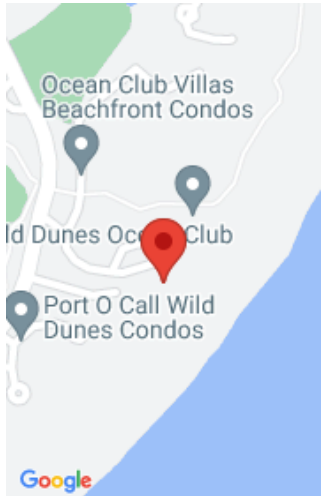 Ocean Club Villas
Beachfront Condos
ld Dunes Oce Club
Port O Call Wild
Dunes Condos
Google